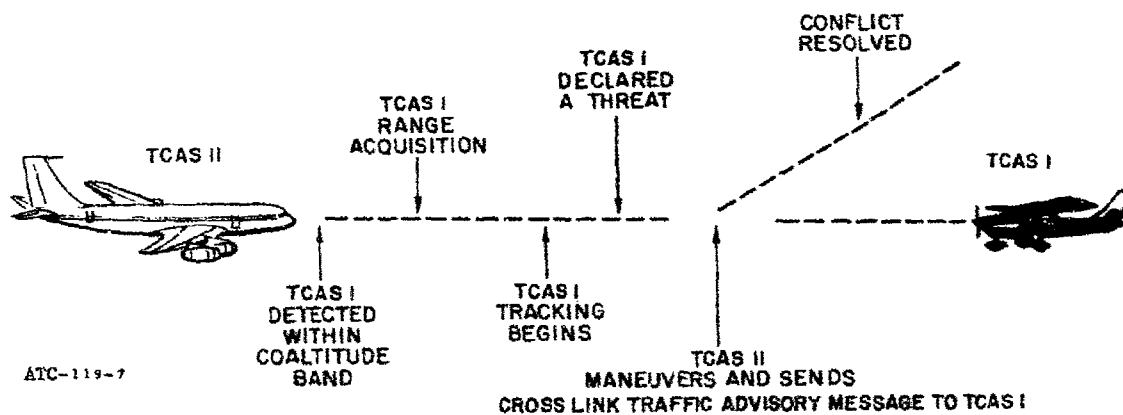 CONFLICT
RESOLVED
TCAS I
DECLARED
A THREAT
TCAS I
RANGE
ACQUISITION
TCAS II
TCAS I
TCAS I
DETECTED
WITHIN
COALTITUDE
BAND
TCAS I
TRACKING
BEGINS
TCAS II
MANEUVERS AND SENDS
CROSS LINK TRAFFIC ADVISORY MESSAGE TO TCAS I
ATC-119-7